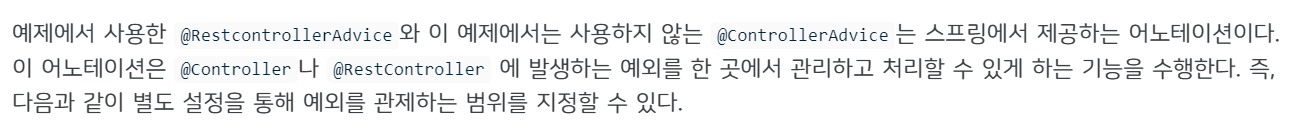 예제에서 사용한 @RestcontrollerAdvice 와 이 예제에서는 사용하지 않는 @ControllerAdvice 는 스프링에서 제공하는 어노테이션이다.
이 어노테이션은 @Controller 나 @RestController 에 발생하는 예외를 한 곳에서 관리하고 처리할 수 있게 하는 기능을 수행한다. 즉,
다음과 같이 별도 설정을 통해 예외를 관제하는 범위를 지정할 수 있다.